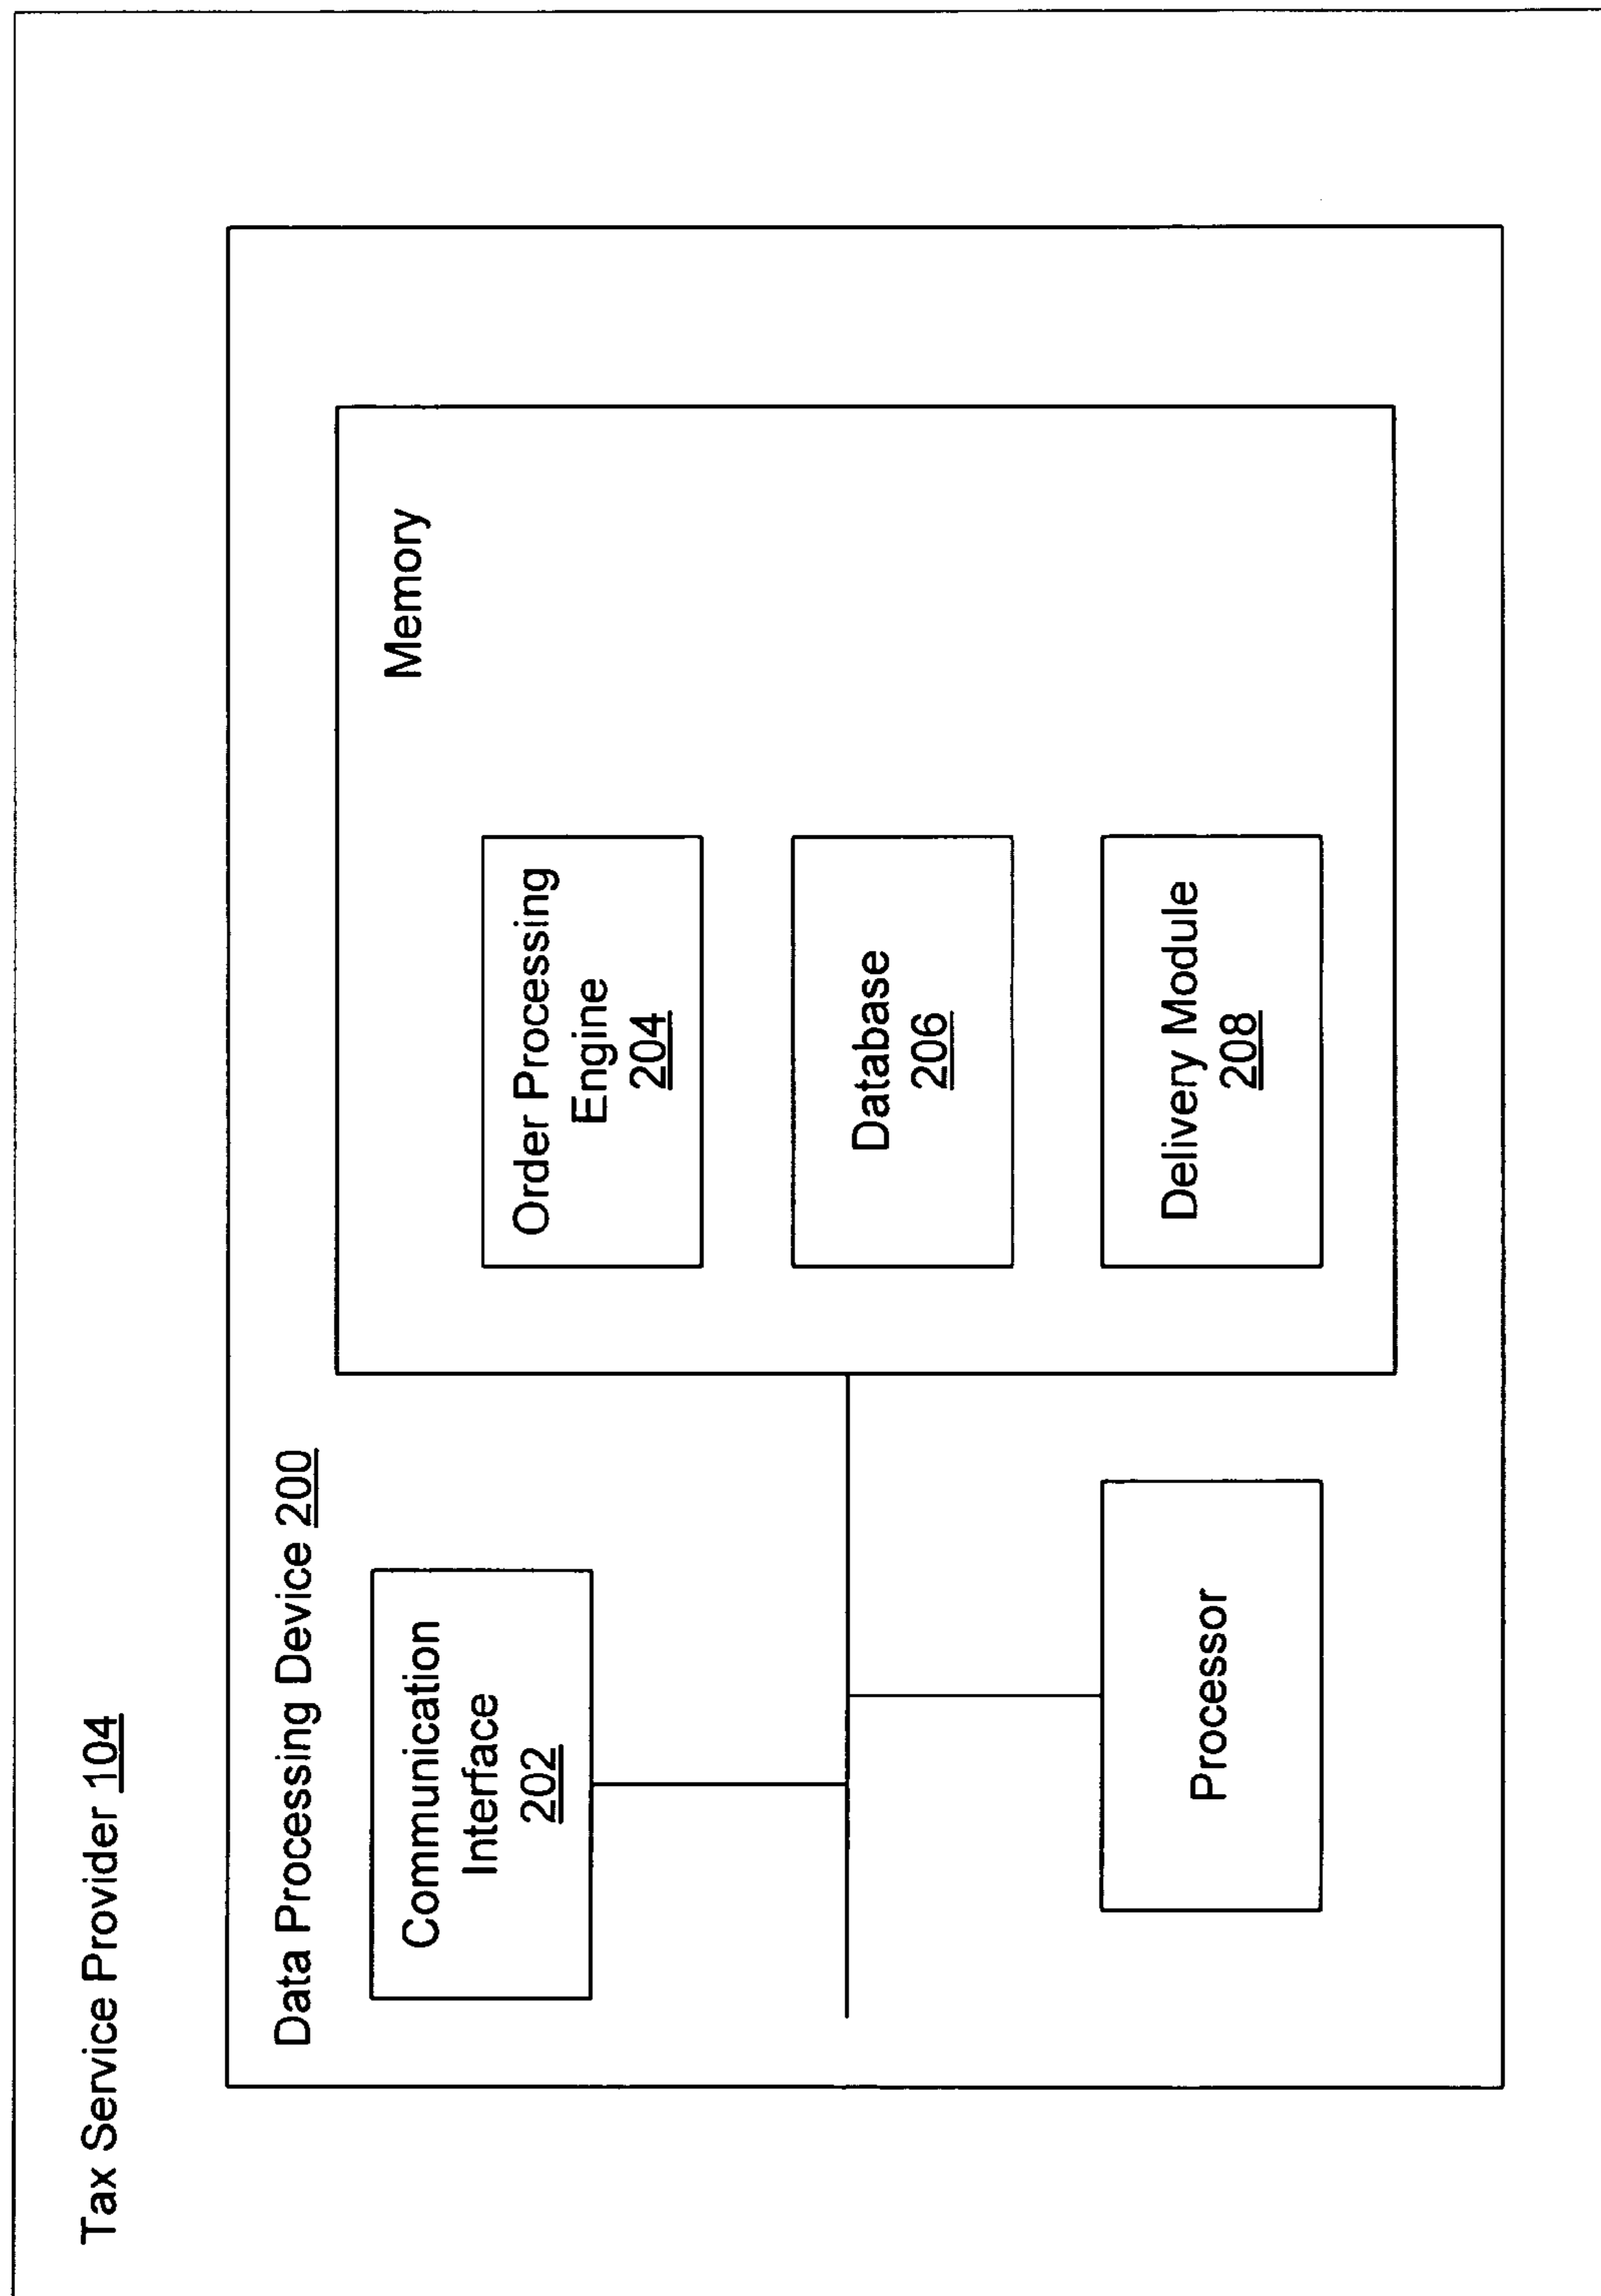 Tax Service Provider 104
Data Processing Device 200
Communication
Interface
202
Memory
Order Processing
Engine
204
Database
206
Delivery Module
208
Processor